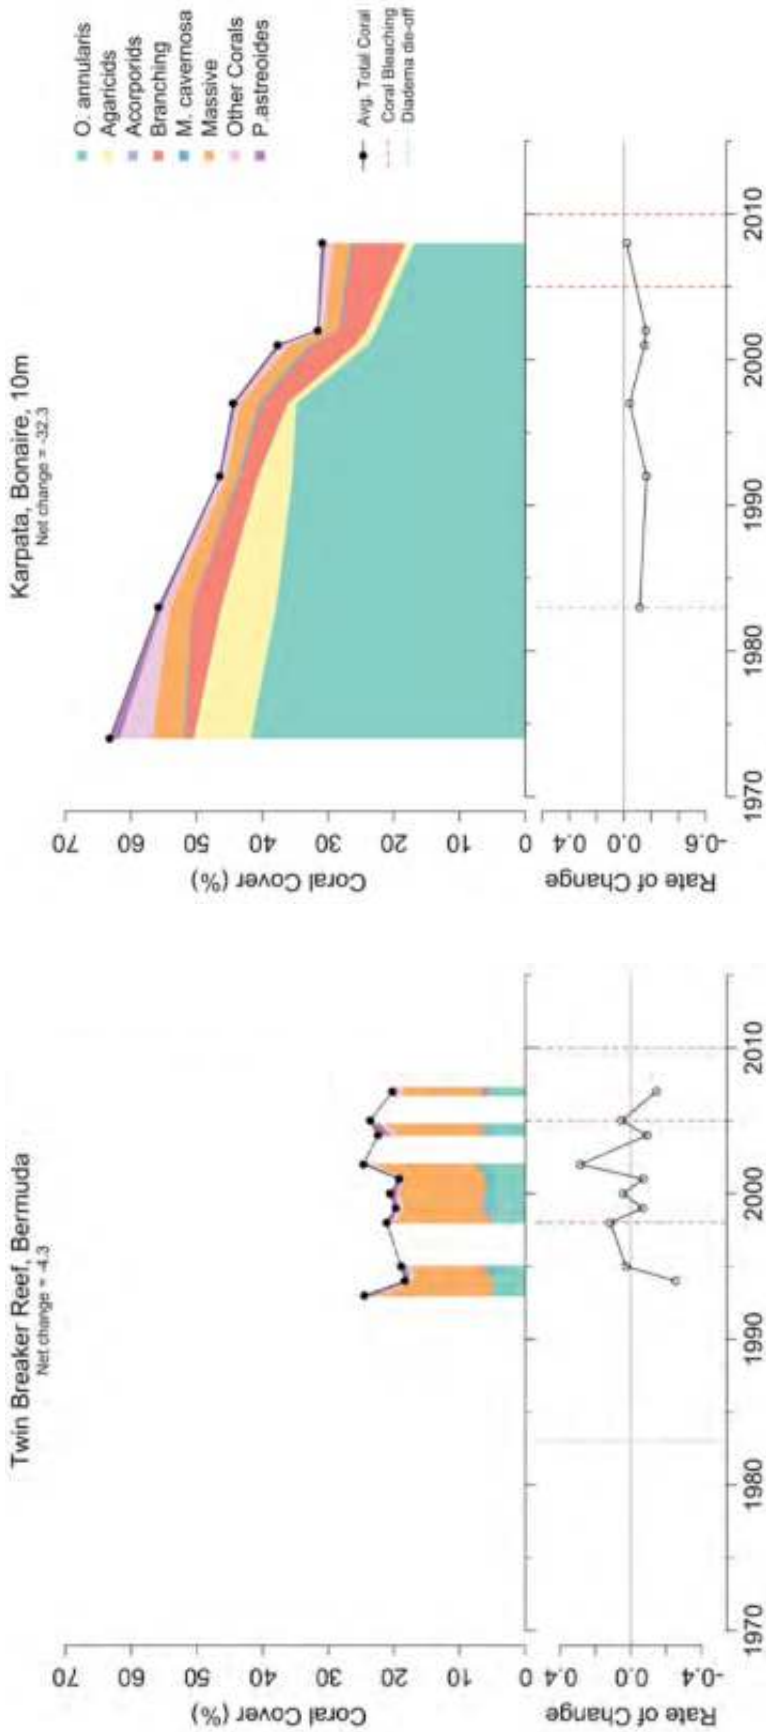 Twin Breaker Reef, Bermuda
Net change = -4.3
Coral Cover (%)
70
60
50
40
30
20
10
0
Rate of Change
0.4
0.0
-0.4
1970
1980
1990
2000
2010
Karpata, Bonaire, 10m
Net change = -32.3
Coral Cover (%)
70
60
50
40
30
20
10
0
Rate of Change
0.4
0.0
-0.6
1970
1980
1990
2000
2010
O. annularis
Agaricids
Acorporids
Branching
M. cavernosa
Massive
Other Corals
P.astreoides
Avg. Total Coral
Coral Bleaching
Diadema die-off